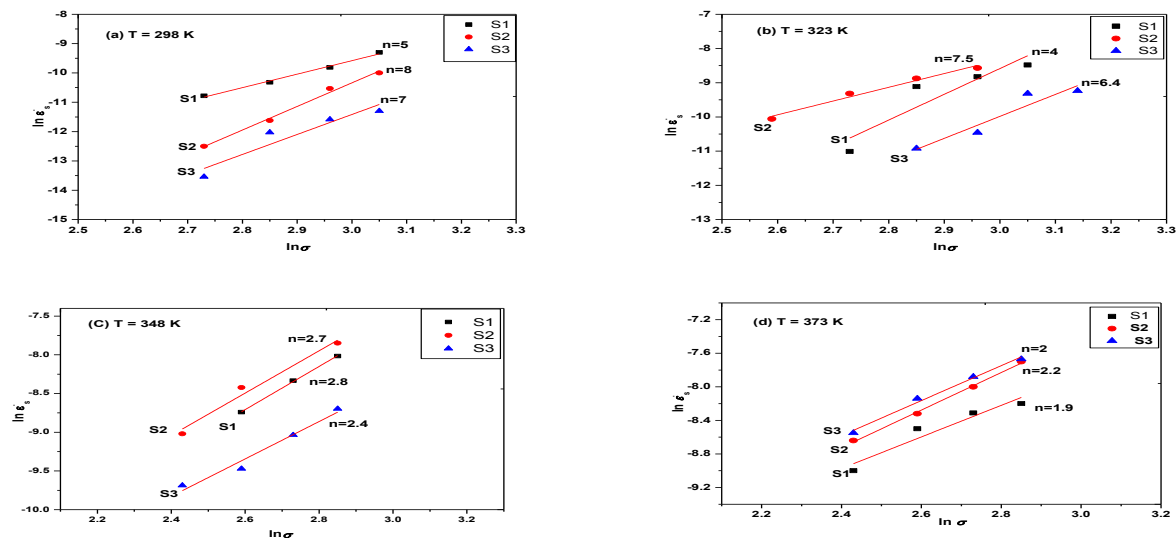 (a) T = 298 K
S1
S2
S3
n=5
n=8
n=7
S1
S2
S3
ln ε̇s
-8
-9
-10
-11
-12
-13
-14
-15
2.5 2.6 2.7 2.8 2.9 3.0 3.1 3.2 3.3
ln σ
(b) T = 323 K
S1
S2
S3
n=7.5
n=4
n=6.4
S2
S1
S3
ln ε̇s
-7
-8
-9
-10
-11
-12
-13
2.5 2.6 2.7 2.8 2.9 3.0 3.1 3.2 3.3
ln σ
(C) T = 348 K
S1
S2
S3
n=2.7
n=2.8
n=2.4
S2
S1
S3
ln ε̇s
-7.5
-8.0
-8.5
-9.0
-9.5
-10.0
2.2 2.4 2.6 2.8 3.0
ln σ
(d) T = 373 K
S1
S2
S3
n=2
n=2.2
n=1.9
S3
S2
S1
ln ε̇s
-7.2
-7.6
-8.0
-8.4
-8.8
-9.2
2.2 2.4 2.6 2.8 3.0 3.2
ln σ